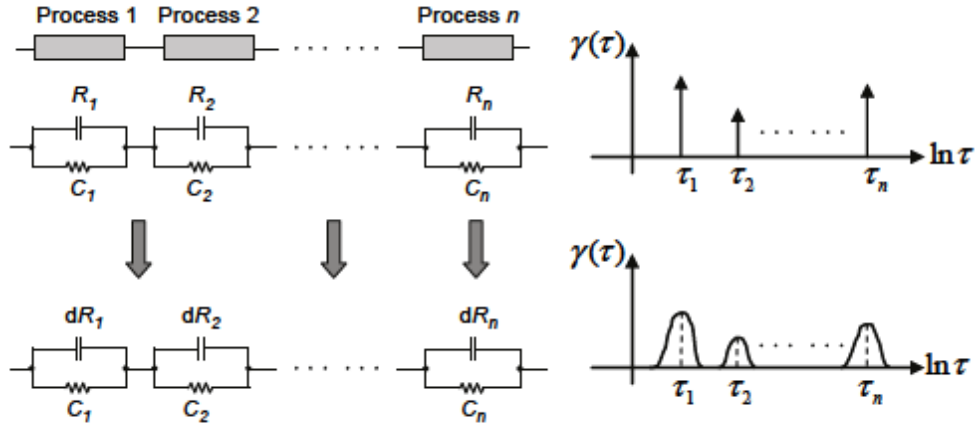 Process 1 Process 2 Process n
. . . . . .
R₁ R₂ Rₙ
. . . . . .
C₁ C₂ Cₙ
dR₁ dR₂ dRₙ
. . . . . .
C₁ C₂ Cₙ
γ(τ)
. . . . . .
ln τ
τ₁ τ₂ τₙ
γ(τ)
. . . . . .
ln τ
τ₁ τ₂ τₙ